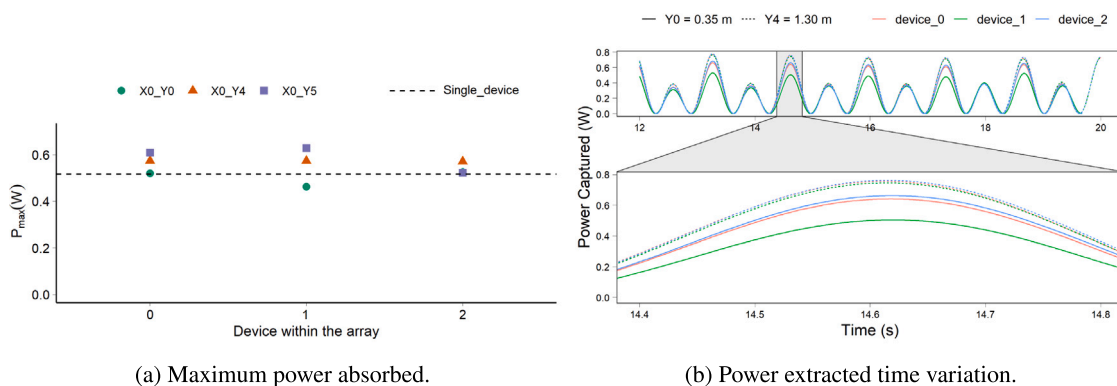 X0_Y0 X0_Y4 X0_Y5 Single_device
P_max(W)
0.6
0.4
0.2
0.0
0 1 2
Device within the array
(a) Maximum power absorbed.
Y0 = 0.35 m Y4 = 1.30 m device_0 device_1 device_2
Power Captured (W)
0.8
0.6
0.4
0.2
0.0
12 14 16 18 20
0.8
0.6
0.4
0.2
0.0
14.4 14.5 14.6 14.7 14.8
Time (s)
(b) Power extracted time variation.